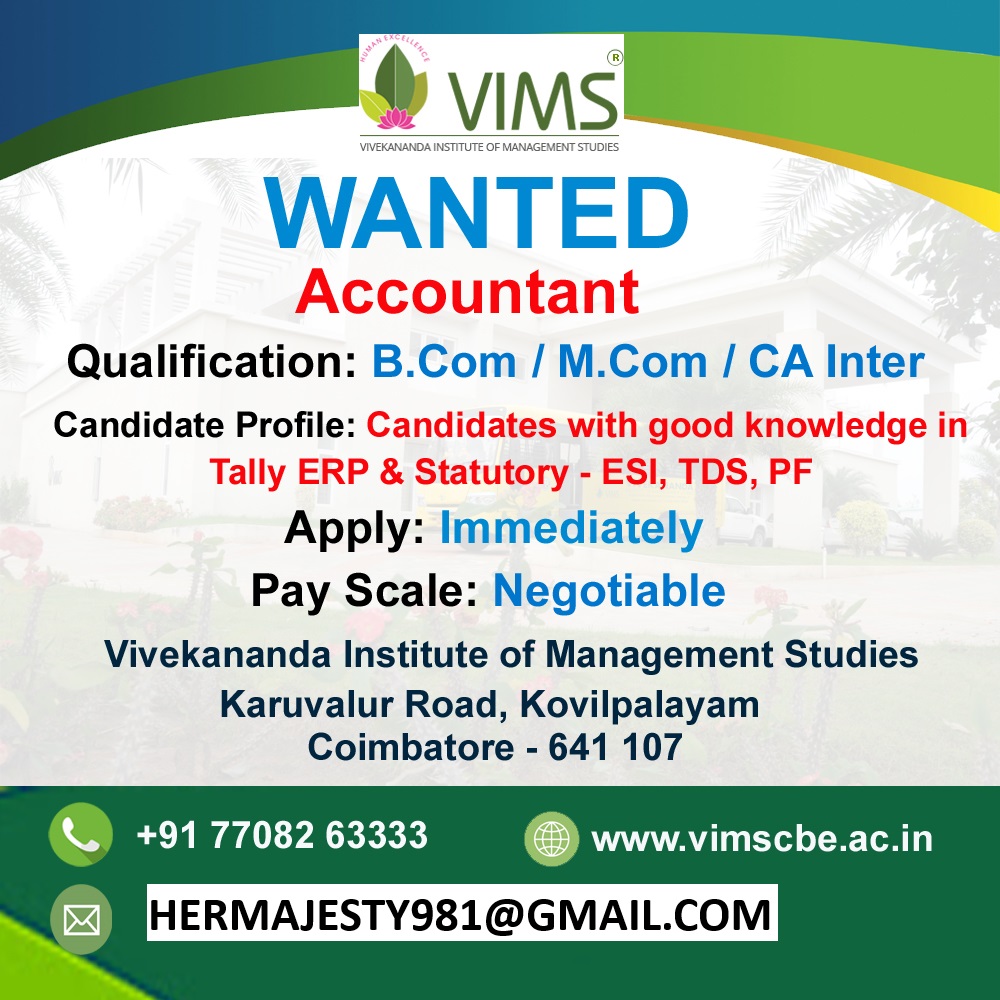 HUMAN EXCELLENCE
VIMS®
VIVEKANANDA INSTITUTE OF MANAGEMENT STUDIES
WANTED
Accountant
Qualification: B.Com / M.Com / CA Inter
Candidate Profile: Candidates with good knowledge in
Tally ERP & Statutory - ESI, TDS, PF
Apply: Immediately
Pay Scale: Negotiable
Vivekananda Institute of Management Studies
Karuvalur Road, Kovilpalayam
Coimbatore - 641 107
+91 77082 63333
www.vimscbe.ac.in
HERMAJESTY981@GMAIL.COM